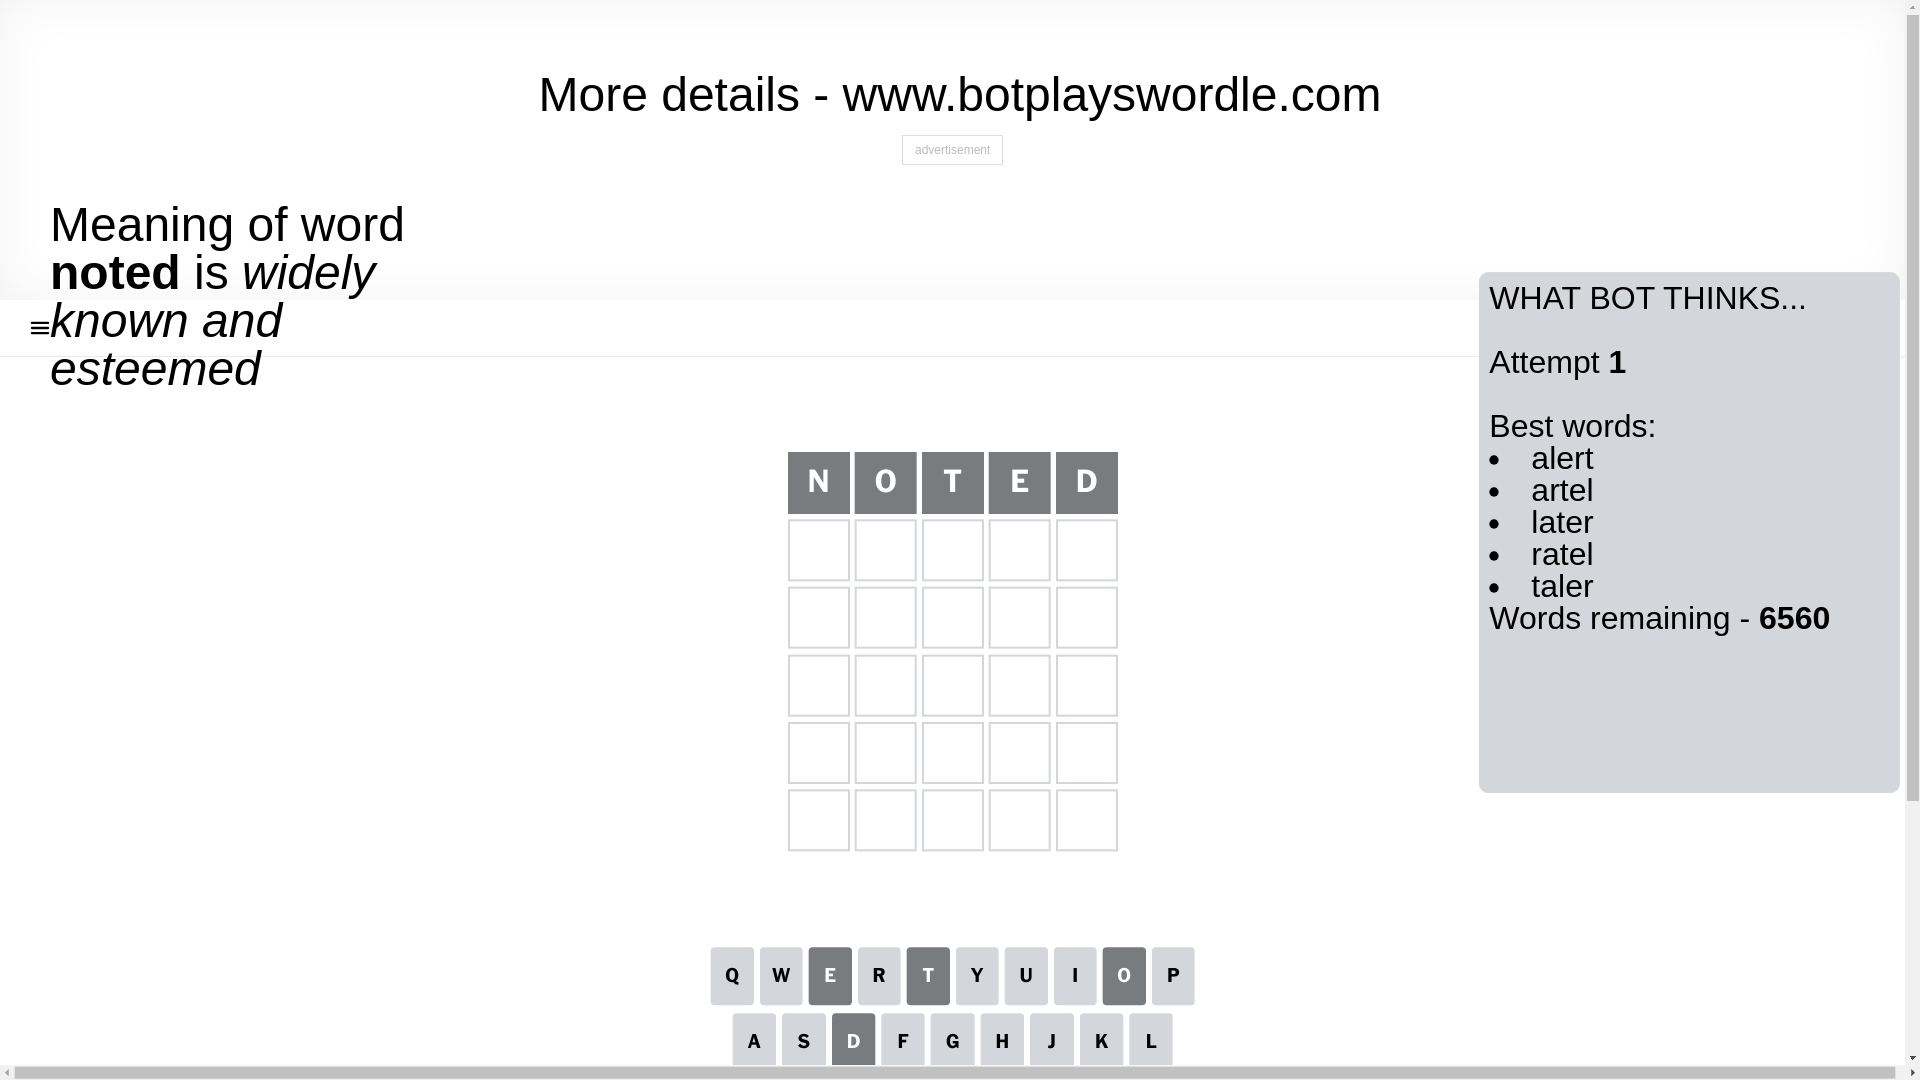 More details - www.botplayswordle.com
advertisement
Meaning of word
noted is widely
known and
esteemed
WHAT BOT THINKS...
Attempt 1
Best words:
• alert
• artel
• later
• ratel
• taler
Words remaining - 6560
N O T E D
Q W E R T Y U I O P
A S D F G H J K L